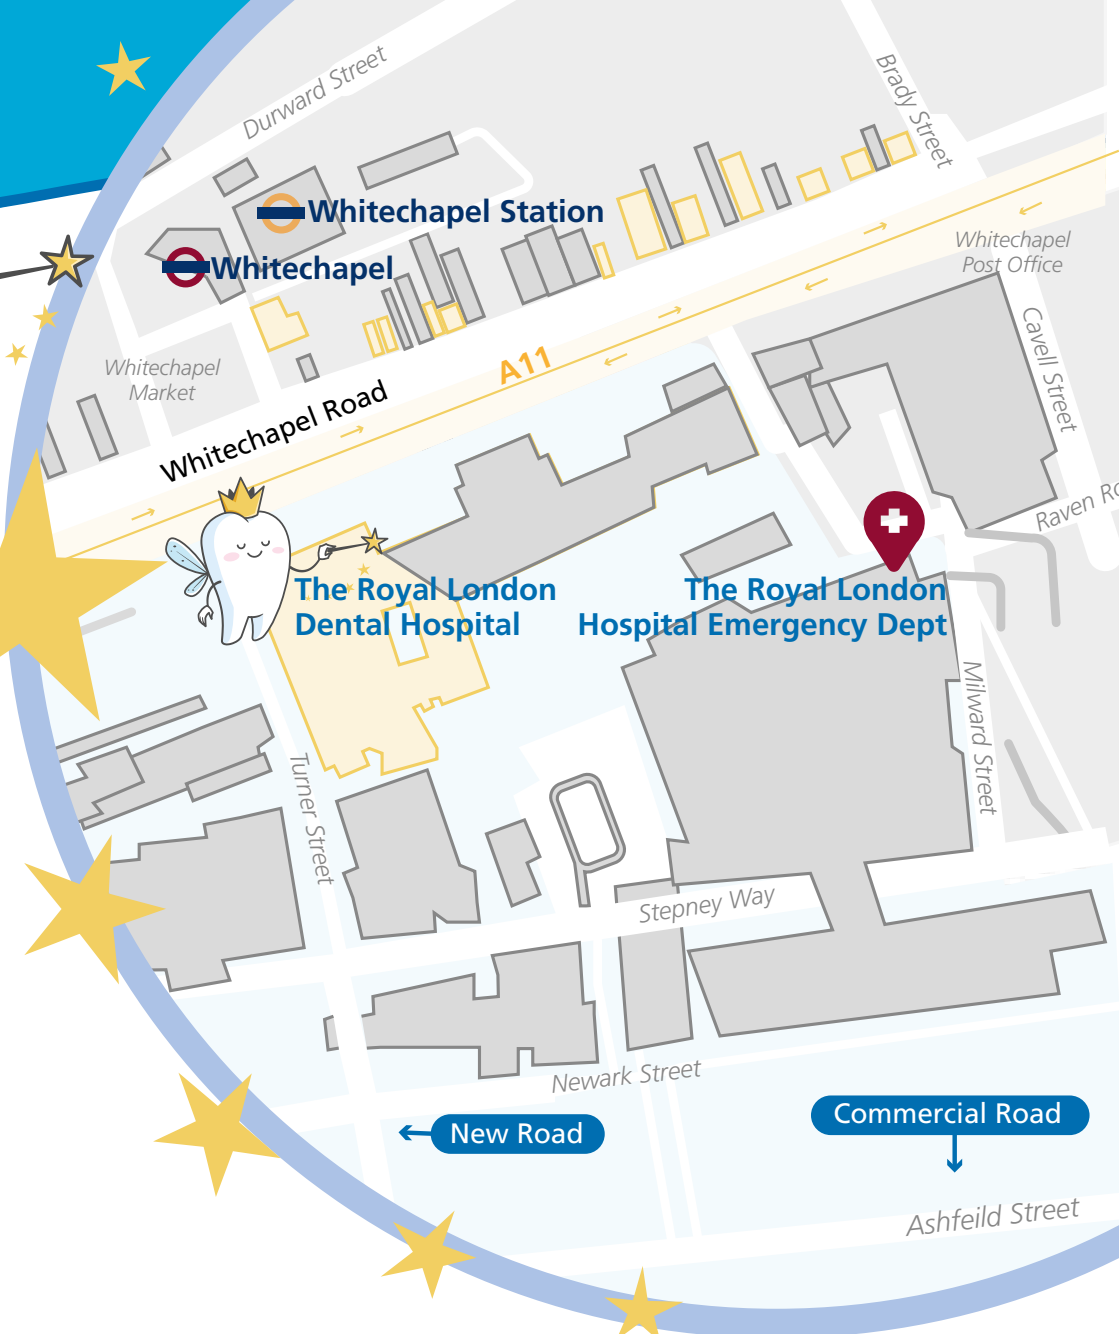 Durward Street
Brady Street
Whitechapel Station
Whitechapel
Whitechapel
Post Office
Cavell Street
Whitechapel
Market
A11
Whitechapel Road
Raven Ro
The Royal London
Dental Hospital
The Royal London
Hospital Emergency Dept
Milward Street
Turner Street
Stepney Way
Newark Street
New Road
Commercial Road
Ashfeild Street